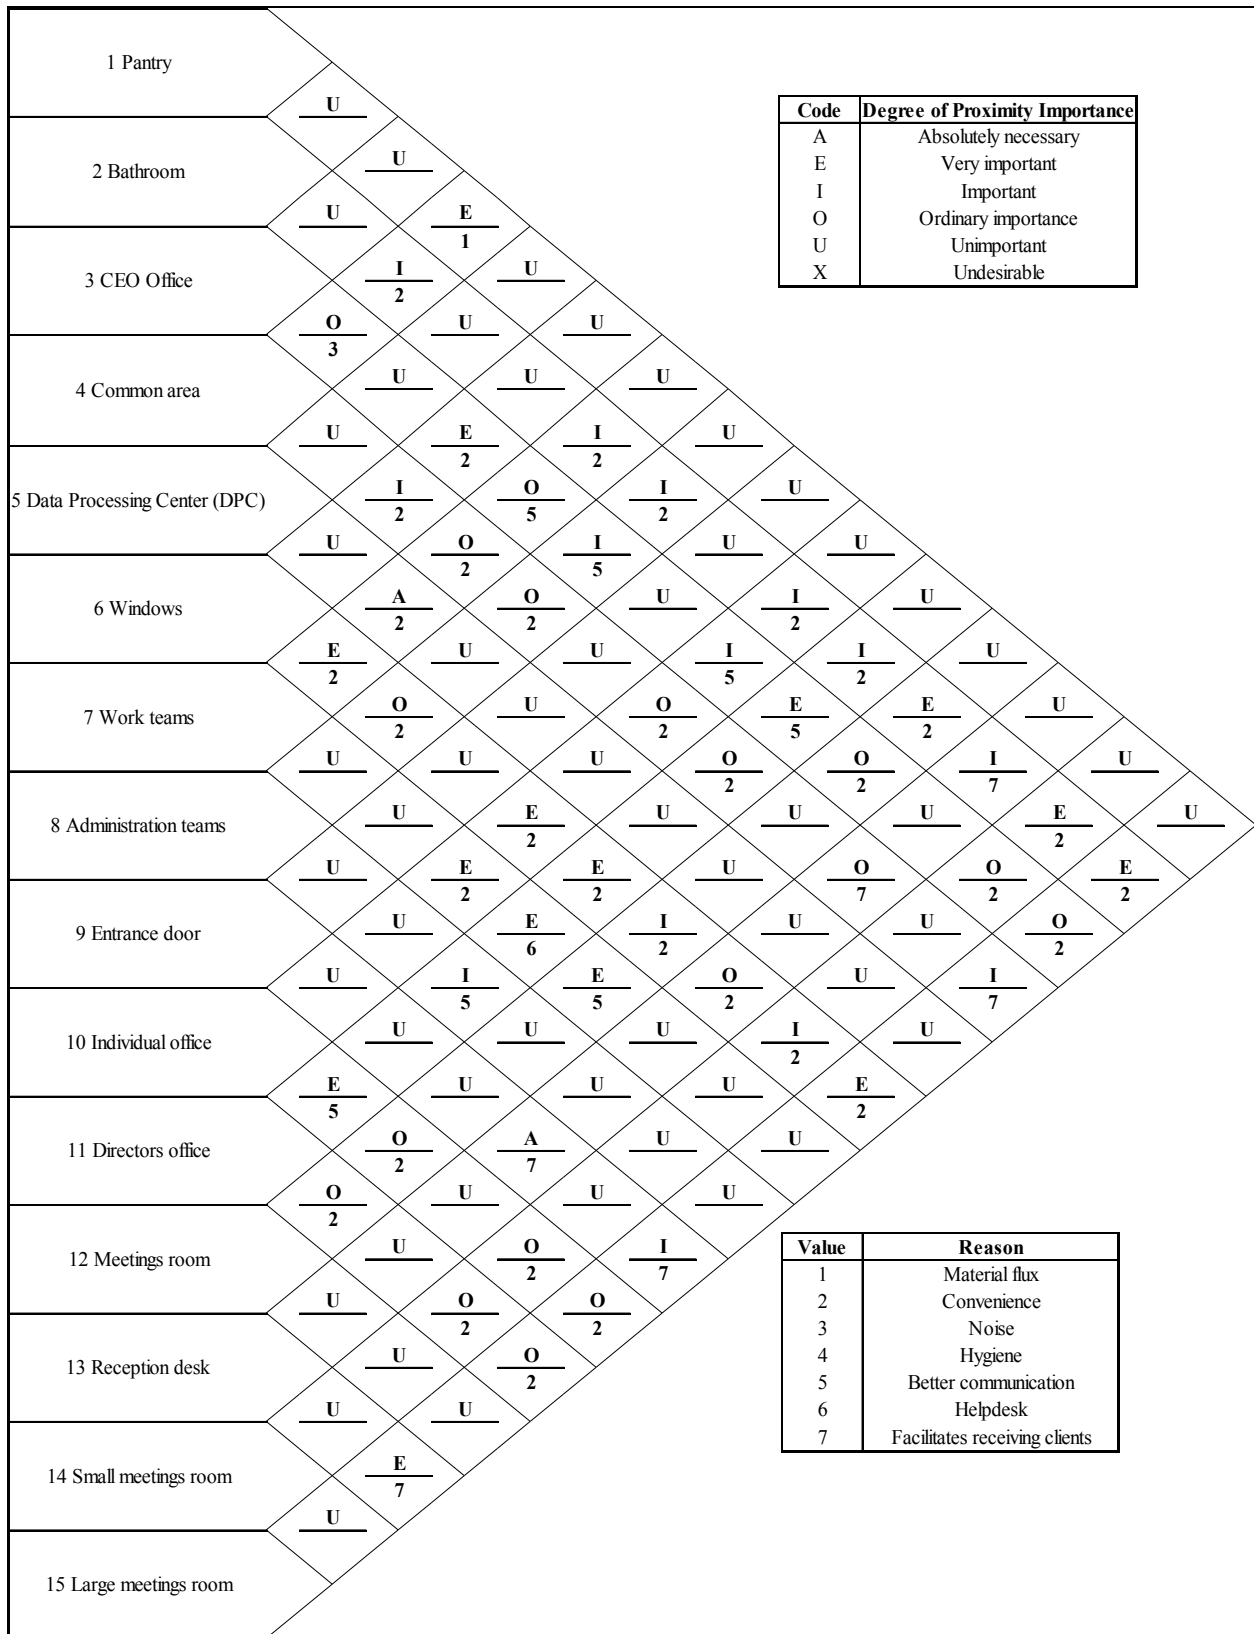 1 Pantry
U
Code Degree of Proximity Importance
A Absolutely necessary
E Very important
I Important
O Ordinary importance
U Unimportant
X Undesirable
2 Bathroom
U
U E
1
3 CEO Office
I U
2
O U U
3
4 Common area
U U U
U E I U
2 2
5 Data Processing Center (DPC)
I O I U
2 5 2
U O I U U
2 5
6 Windows
A O U I U
2 2 2
E U U I I U
2 5 2
7 Work teams
O U O E E U
2 2 5 2
U U U O O I U
2 2 7
8 Administration teams
U E U U U E U
2 2
U E E U O O E
2 2 7 2 2
9 Entrance door
U E I U U O
6 2 2
U I E O U I
5 5 2 7
10 Individual office
U U U I U
2
E U U U E
5 2
11 Directors office
O A U U
2 7
O U U U
2
12 Meetings room
U O I
2 7
U O O
2 2
13 Reception desk
U O
2
U U
14 Small meetings room
E
7
U
15 Large meetings room
Value Reason
1 Material flux
2 Convenience
3 Noise
4 Hygiene
5 Better communication
6 Helpdesk
7 Facilitates receiving clients